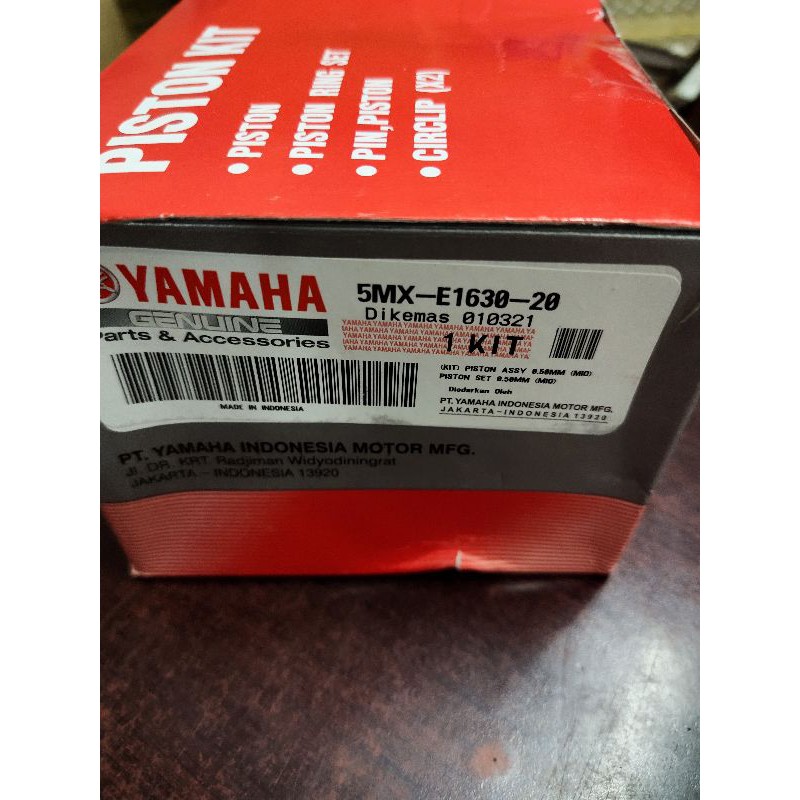 PISTON KIT
• PISTON
• PISTON RING SET
• PIN,PISTON
• CIRCLIP (X2)
YAMAHA
GENUINE
Parts & Accessories
5MX-E1630-20
Dikemas 010321
1 KIT
(KIT) PISTON ASSY 0.50MM (MIO)
PISTON SET 0.50MM (MIO)
Diedarkan Oleh
PT. YAMAHA INDONESIA MOTOR MFG.
JAKARTA-INDONESIA 13920
MADE IN INDONESIA
PT. YAMAHA INDONESIA MOTOR MFG.
Jl. DR. KRT. Radjiman Widyodiningrat
JAKARTA - INDONESIA 13920